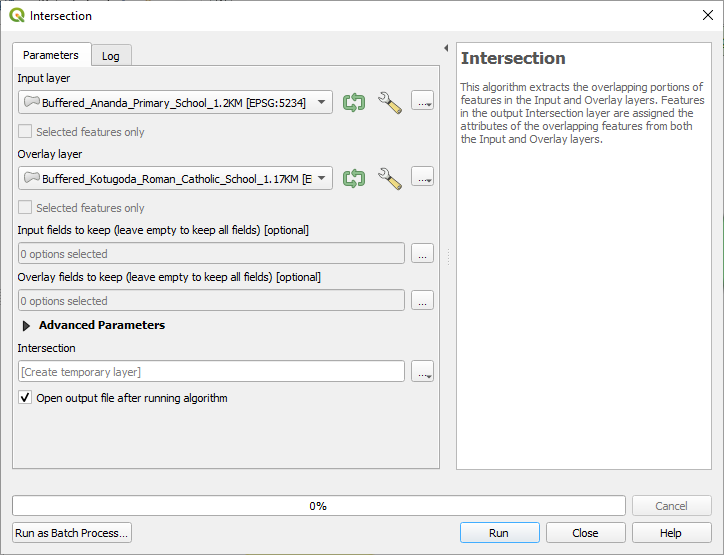 Intersection
Parameters
Log
Input layer
Buffered_Ananda_Primary_School_1.2KM [EPSG:5234]
...
Selected features only
Overlay layer
Buffered_Kotugoda_Roman_Catholic_School_1.17KM [E
...
Selected features only
Input fields to keep (leave empty to keep all fields) [optional]
0 options selected
...
Overlay fields to keep (leave empty to keep all fields) [optional]
0 options selected
...
Advanced Parameters
Intersection
[Create temporary layer]
...
Open output file after running algorithm
Intersection
This algorithm extracts the overlapping portions of
features in the Input and Overlay layers. Features
in the output Intersection layer are assigned the
attributes of the overlapping features from both
the Input and Overlay layers.
0%
Cancel
Run as Batch Process...
Run
Close
Help